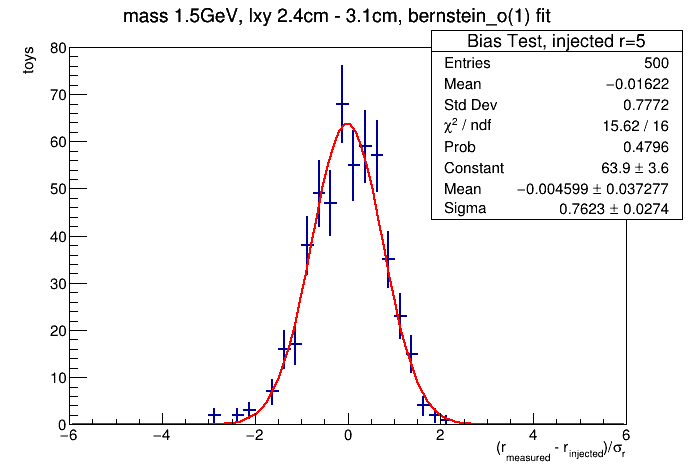 mass 1.5GeV, lxy 2.4cm - 3.1cm, bernstein_o(1) fit
toys
Bias Test, injected r=5
Entries 500
Mean −0.01622
Std Dev 0.7772
χ² / ndf 15.62 / 16
Prob 0.4796
Constant 63.9 ± 3.6
Mean −0.004599 ± 0.037277
Sigma 0.7623 ± 0.0274
80
70
60
50
40
30
20
10
0
−6 −4 −2 0 2 4 6
(r_measured - r_injected)/σ_r